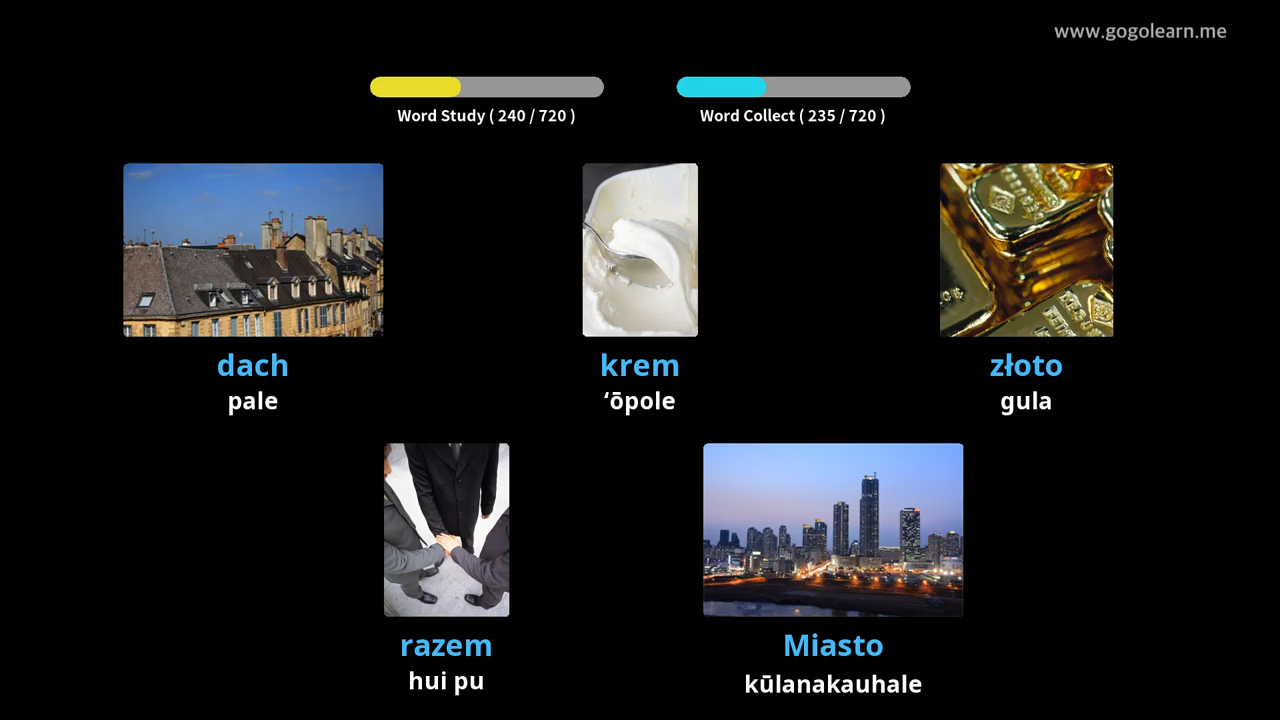 www.gogolearn.me
Word Study ( 240 / 720 )
Word Collect ( 235 / 720 )
dach
pale
krem
ʻōpole
złoto
gula
razem
hui pu
Miasto
kūlanakauhale